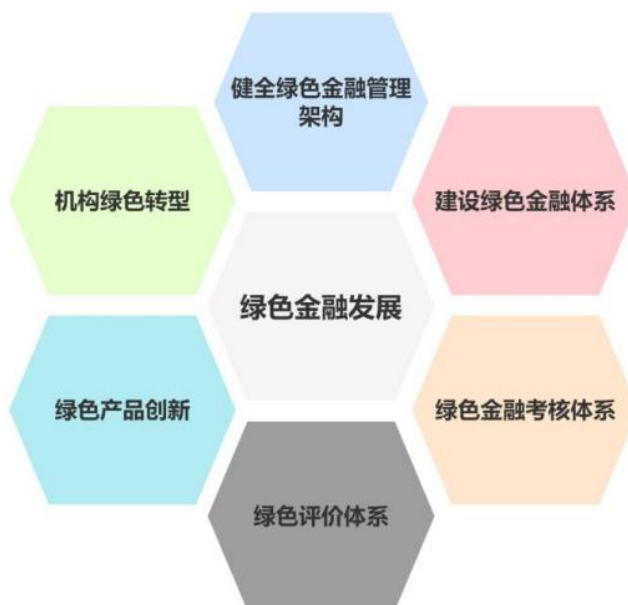 健全绿色金融管理
架构
机构绿色转型
建设绿色金融体系
绿色金融发展
绿色产品创新
绿色金融考核体系
绿色评价体系